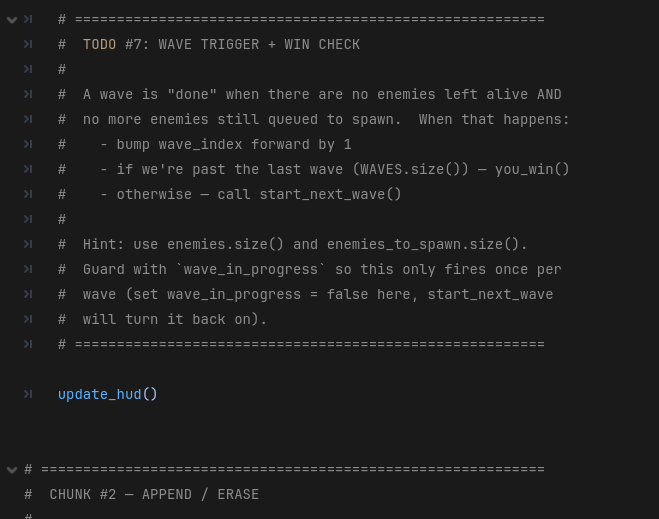 # ========================================================
#  TODO #7: WAVE TRIGGER + WIN CHECK
#
#  A wave is "done" when there are no enemies left alive AND
#  no more enemies still queued to spawn.  When that happens:
#    - bump wave_index forward by 1
#    - if we're past the last wave (WAVES.size()) — you_win()
#    - otherwise — call start_next_wave()
#
#  Hint: use enemies.size() and enemies_to_spawn.size().
#  Guard with `wave_in_progress` so this only fires once per
#  wave (set wave_in_progress = false here, start_next_wave
#  will turn it back on).
# ========================================================
update_hud()
# ============================================================
#  CHUNK #2 — APPEND / ERASE
#